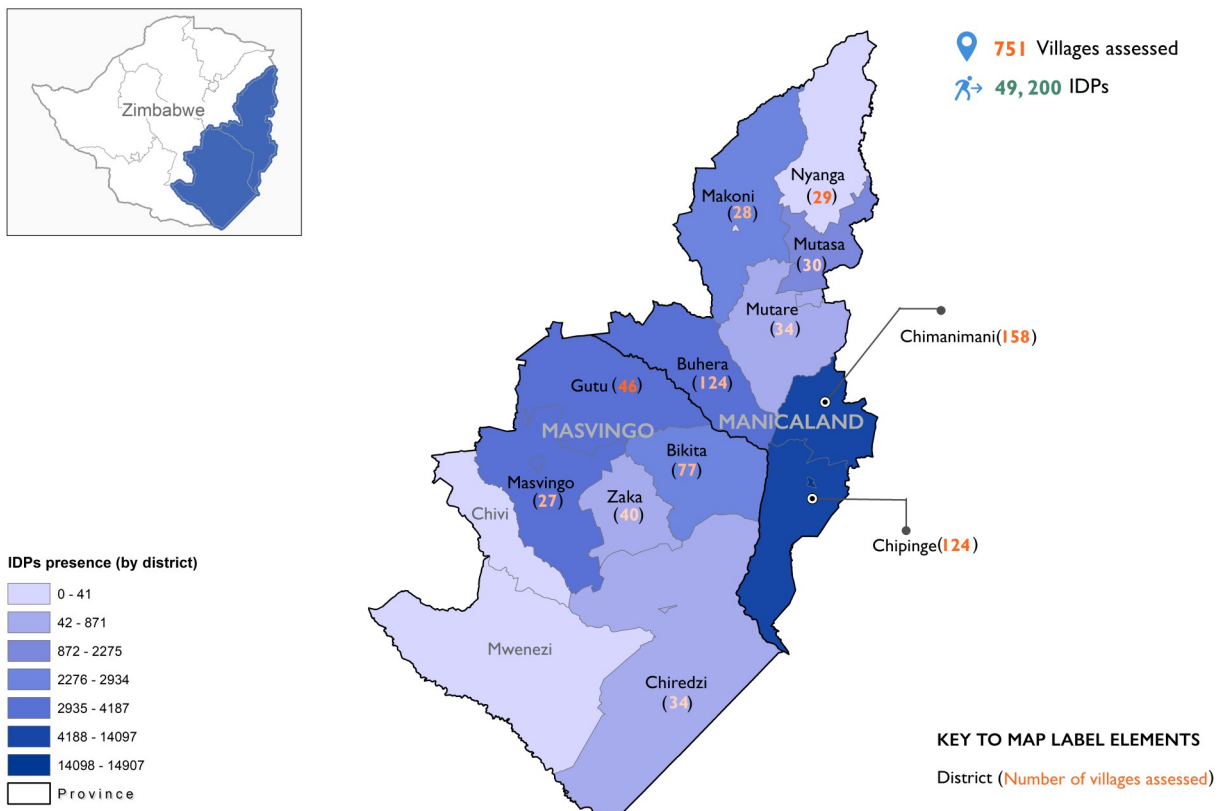 Zimbabwe
751 Villages assessed
49, 200 IDPs
Nyanga
(29)
Makoni
(28)
Mutasa
(30)
Mutare
(34)
Chimanimani(158)
Buhera
(124)
Gutu (46)
MASVINGO
MANICALAND
Bikita
(77)
Masvingo
(27)
Zaka
(40)
Chivi
Chipinge(124)
Mwenezi
Chiredzi
(34)
IDPs presence (by district)
0 - 41
42 - 871
872 - 2275
2276 - 2934
2935 - 4187
4188 - 14097
14098 - 14907
Province
KEY TO MAP LABEL ELEMENTS
District (Number of villages assessed)